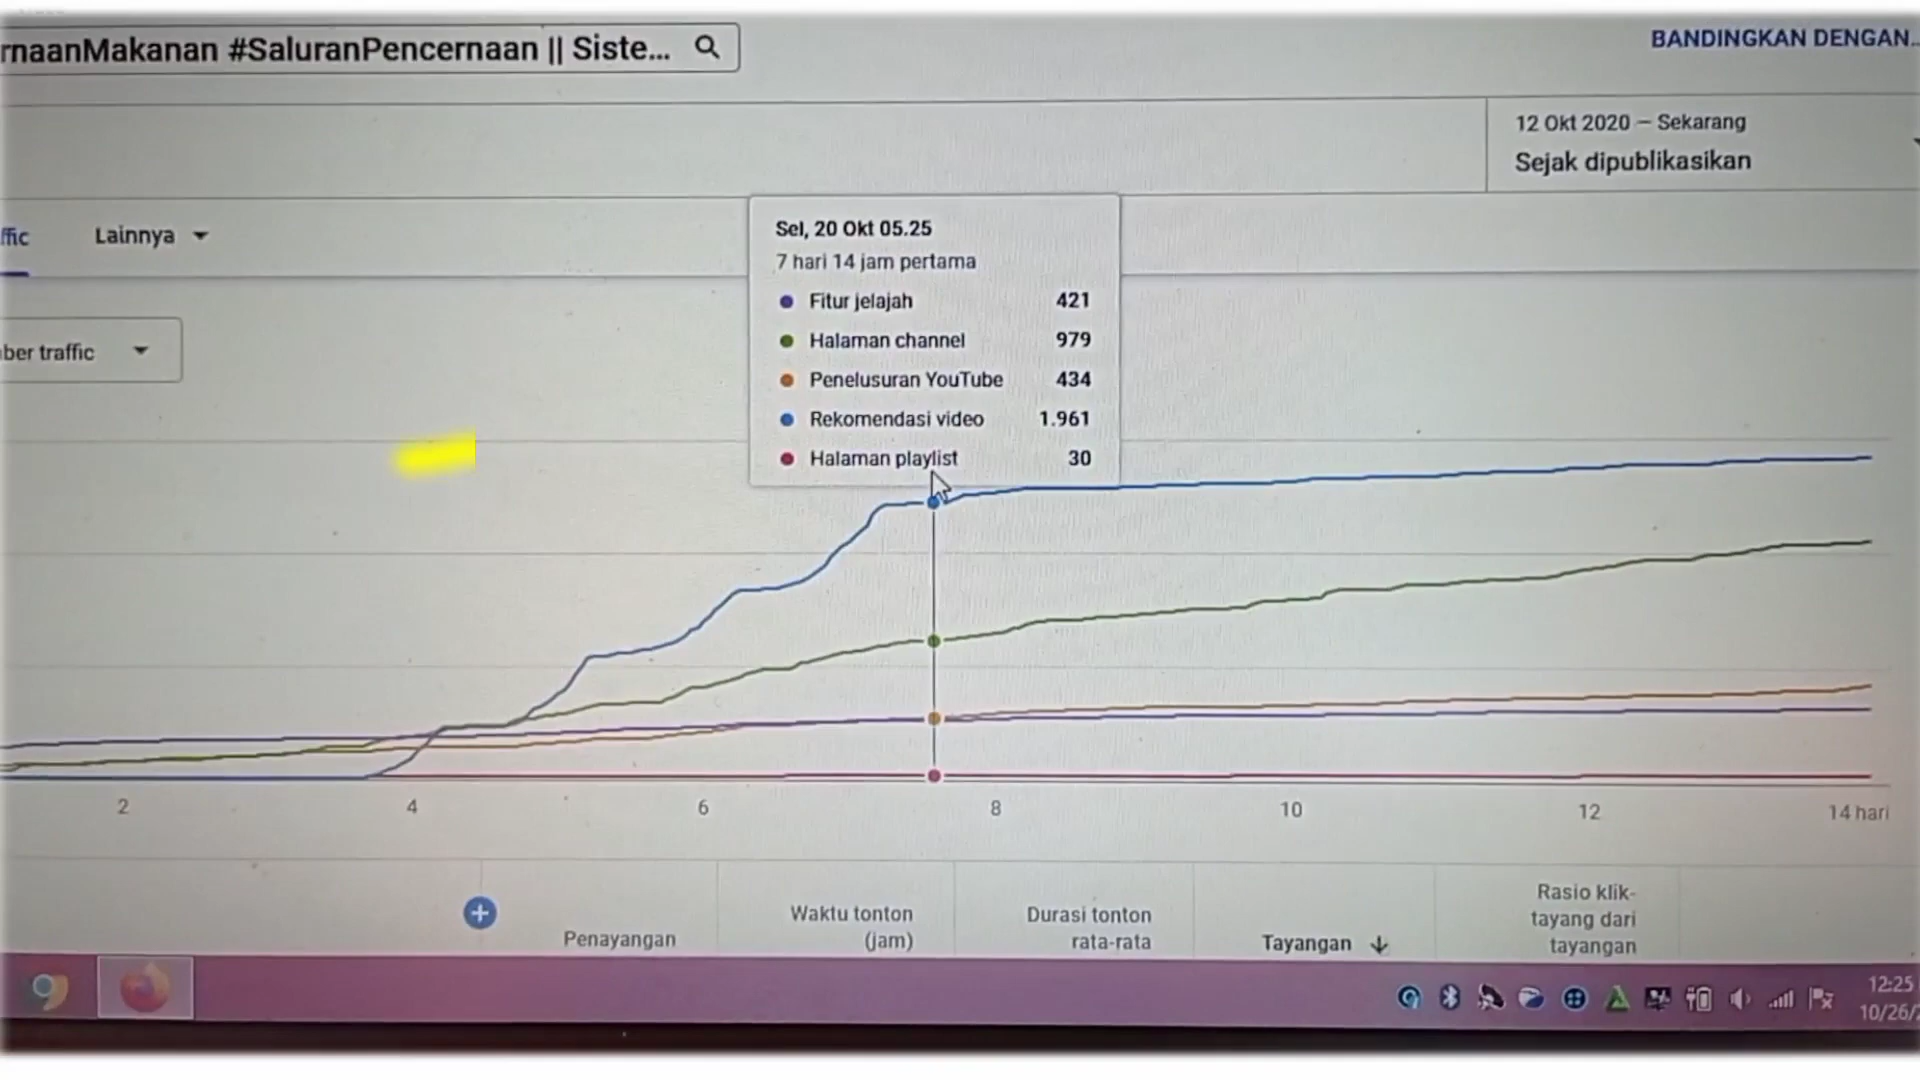 rnaanMakanan #SaluranPencernaan || Siste...
BANDINGKAN DENGAN...
12 Okt 2020 – Sekarang
Sejak dipublikasikan
ffic
Lainnya
ber traffic
Sel, 20 Okt 05.25
7 hari 14 jam pertama
Fitur jelajah 421
Halaman channel 979
Penelusuran YouTube 434
Rekomendasi video 1.961
Halaman playlist 30
2 4 6 8 10 12 14 hari
Penayangan
Waktu tonton
(jam)
Durasi tonton
rata-rata
Tayangan
Rasio klik-
tayang dari
tayangan
12:25
10/26/2